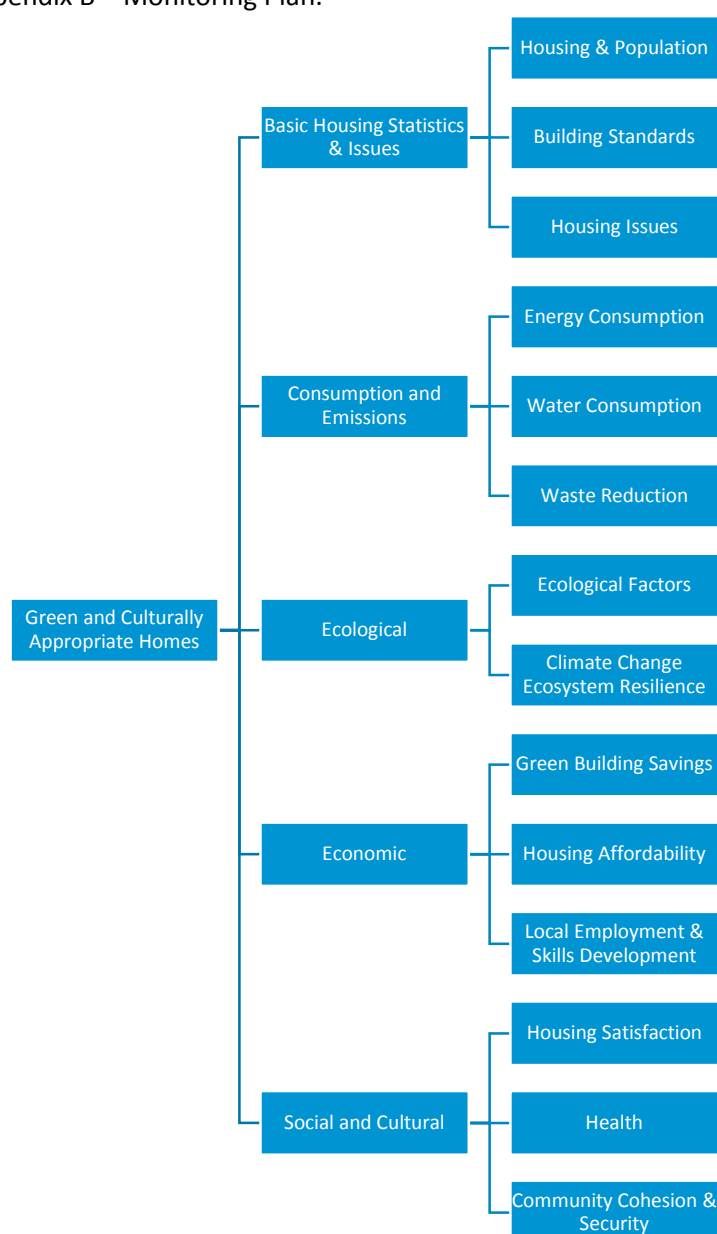 Monitoring Plan.
Housing & Population
Basic Housing Statistics
& Issues
Building Standards
Housing Issues
Energy Consumption
Consumption and
Emissions
Water Consumption
Waste Reduction
Ecological Factors
Green and Culturally
Appropriate Homes
Ecological
Climate Change
Ecosystem Resilience
Green Building Savings
Economic
Housing Affordability
Local Employment &
Skills Development
Housing Satisfaction
Social and Cultural
Health
Community Cohesion &
Security